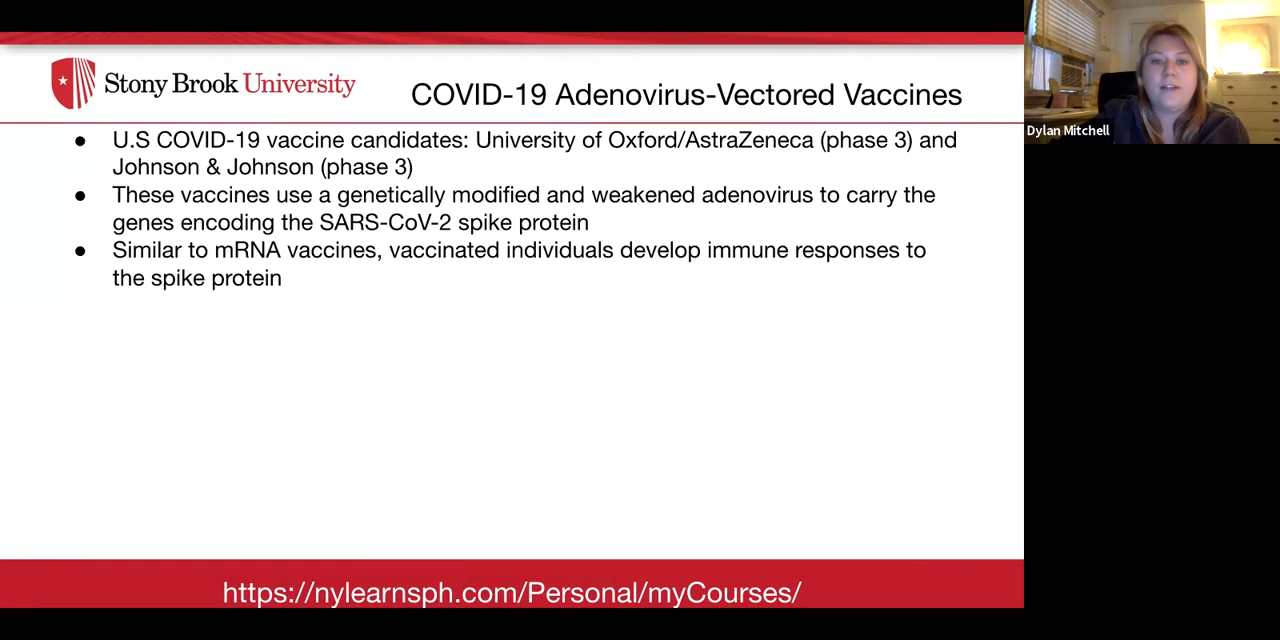 Stony Brook University
COVID-19 Adenovirus-Vectored Vaccines
● U.S COVID-19 vaccine candidates: University of Oxford/AstraZeneca (phase 3) and
Johnson & Johnson (phase 3)
● These vaccines use a genetically modified and weakened adenovirus to carry the
genes encoding the SARS-CoV-2 spike protein
● Similar to mRNA vaccines, vaccinated individuals develop immune responses to
the spike protein
https://nylearnsph.com/Personal/myCourses/
Dylan Mitchell